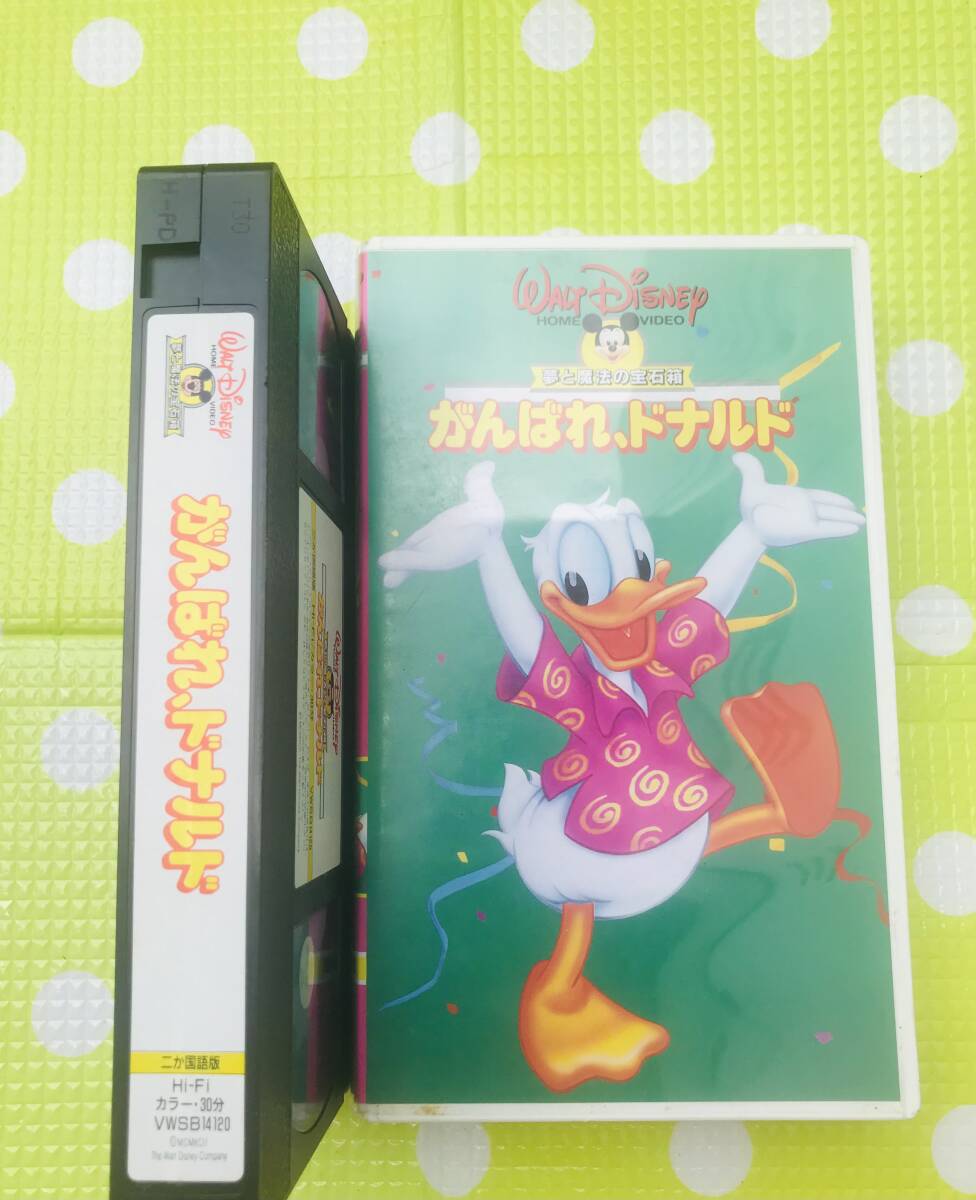 H-PD
T30
WALT DISNEY
HOME VIDEO
夢と魔法の宝石箱
がんばれ、ドナルド
二か国語版
Hi-Fi
カラー・30分
VWSB14120
The Walt Disney Company
WALT DISNEY
HOME VIDEO
夢と魔法の宝石箱
がんばれ、ドナルド